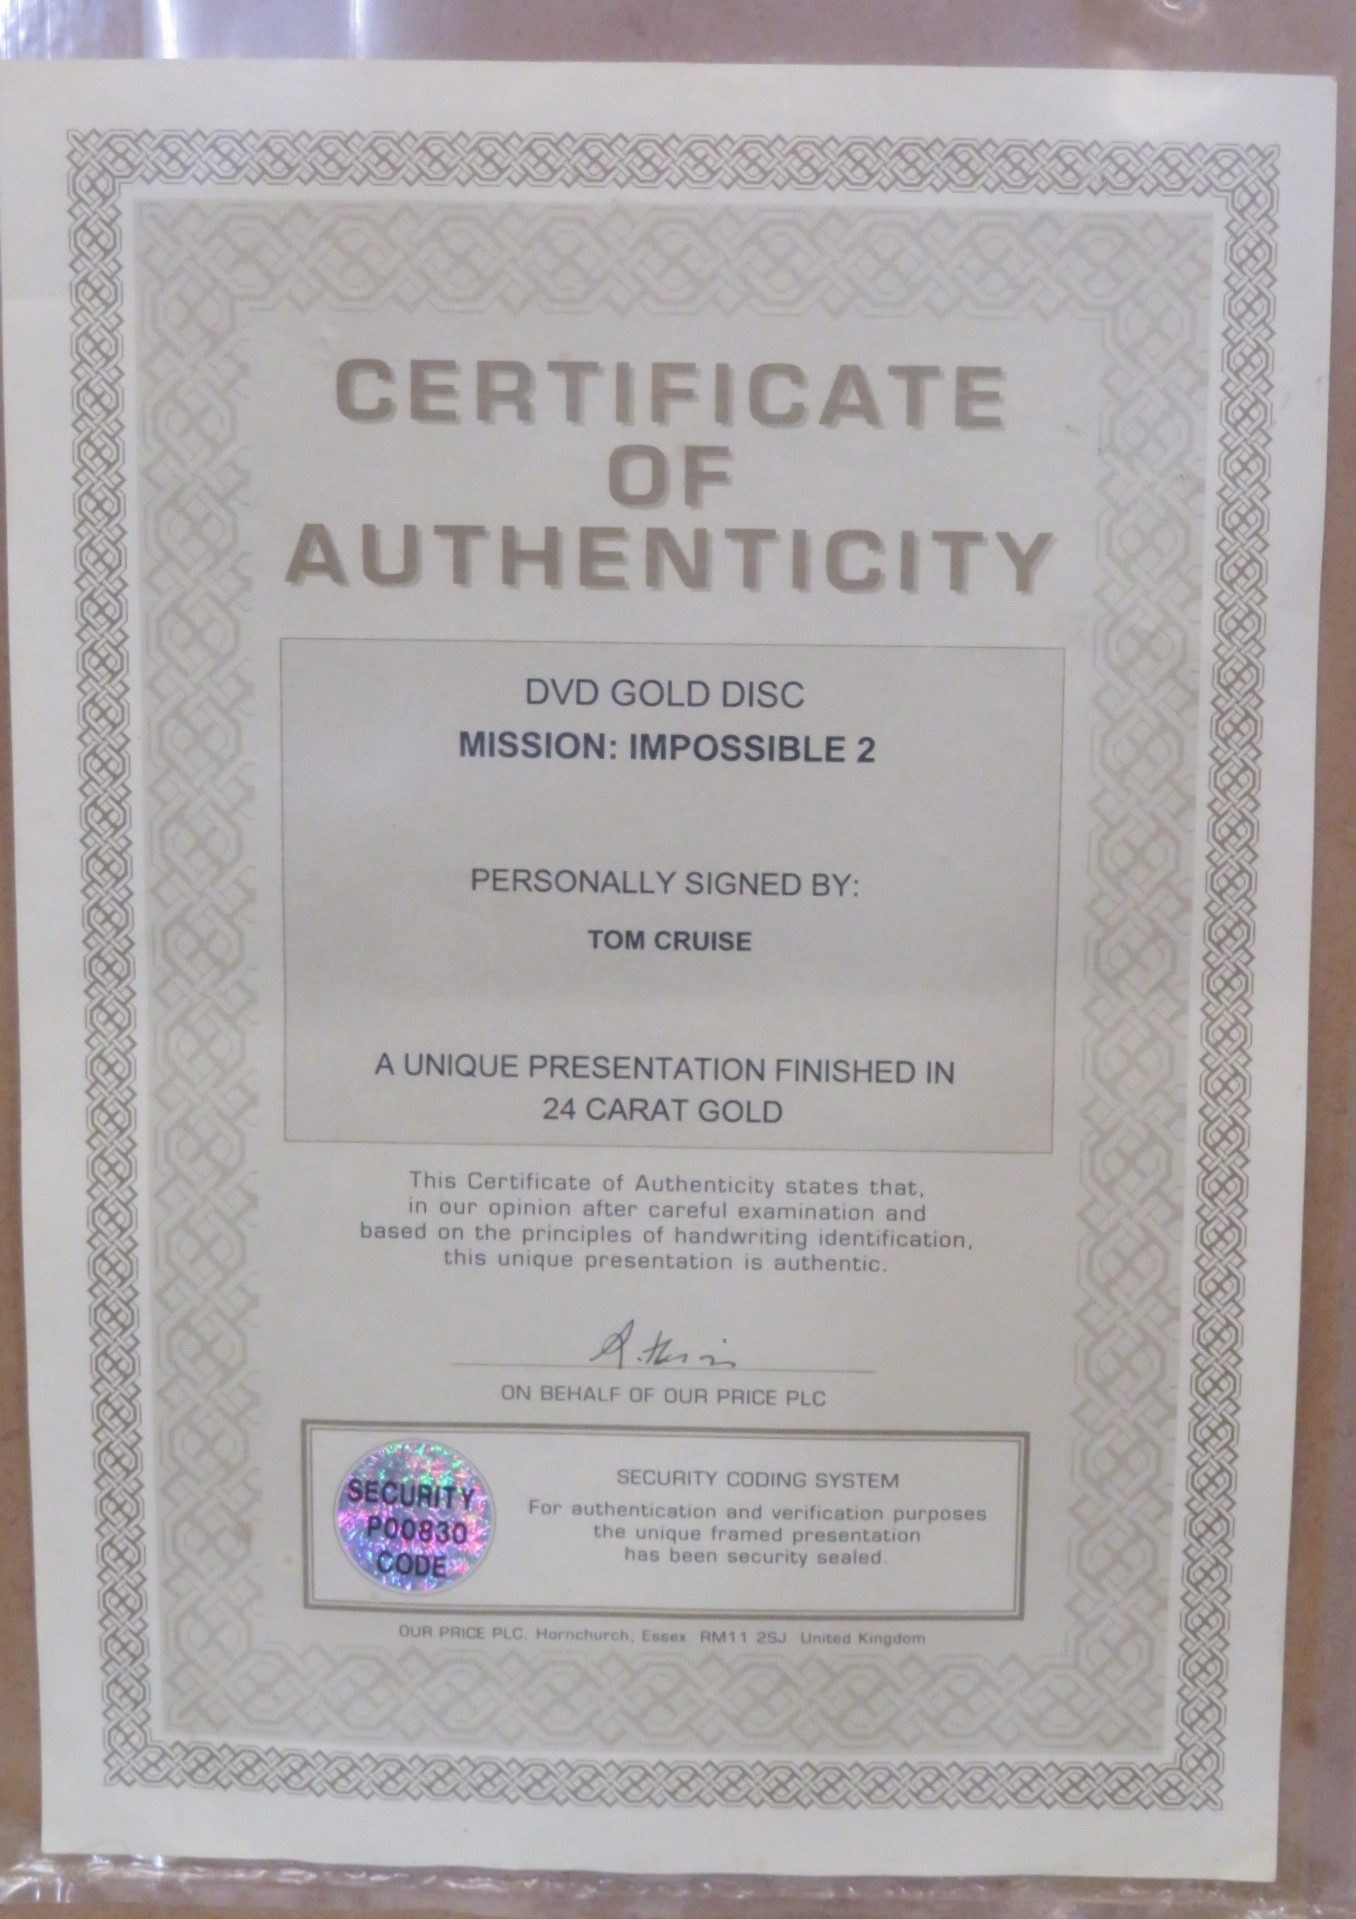 CERTIFICATE
OF
AUTHENTICITY
DVD GOLD DISC
MISSION: IMPOSSIBLE 2
PERSONALLY SIGNED BY:
TOM CRUISE
A UNIQUE PRESENTATION FINISHED IN
24 CARAT GOLD
This Certificate of Authenticity states that,
in our opinion after careful examination and
based on the principles of handwriting identification,
this unique presentation is authentic.
ON BEHALF OF OUR PRICE PLC
SECURITY
P00830
CODE
SECURITY CODING SYSTEM
For authentication and verification purposes
the unique framed presentation
has been security sealed.
OUR PRICE PLC, Hornchurch, Essex RM11 2SJ United Kingdom